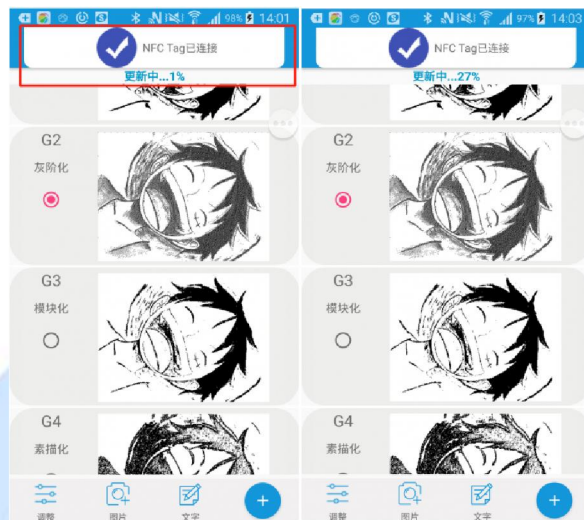 98% 14:01
NFC Tag已连接
更新中...1%
G2
灰阶化
G3
模块化
G4
素描化
调整
图片
文字
97% 14:03
NFC Tag已连接
更新中...27%
G2
灰阶化
G3
模块化
G4
素描化
调整
图片
文字